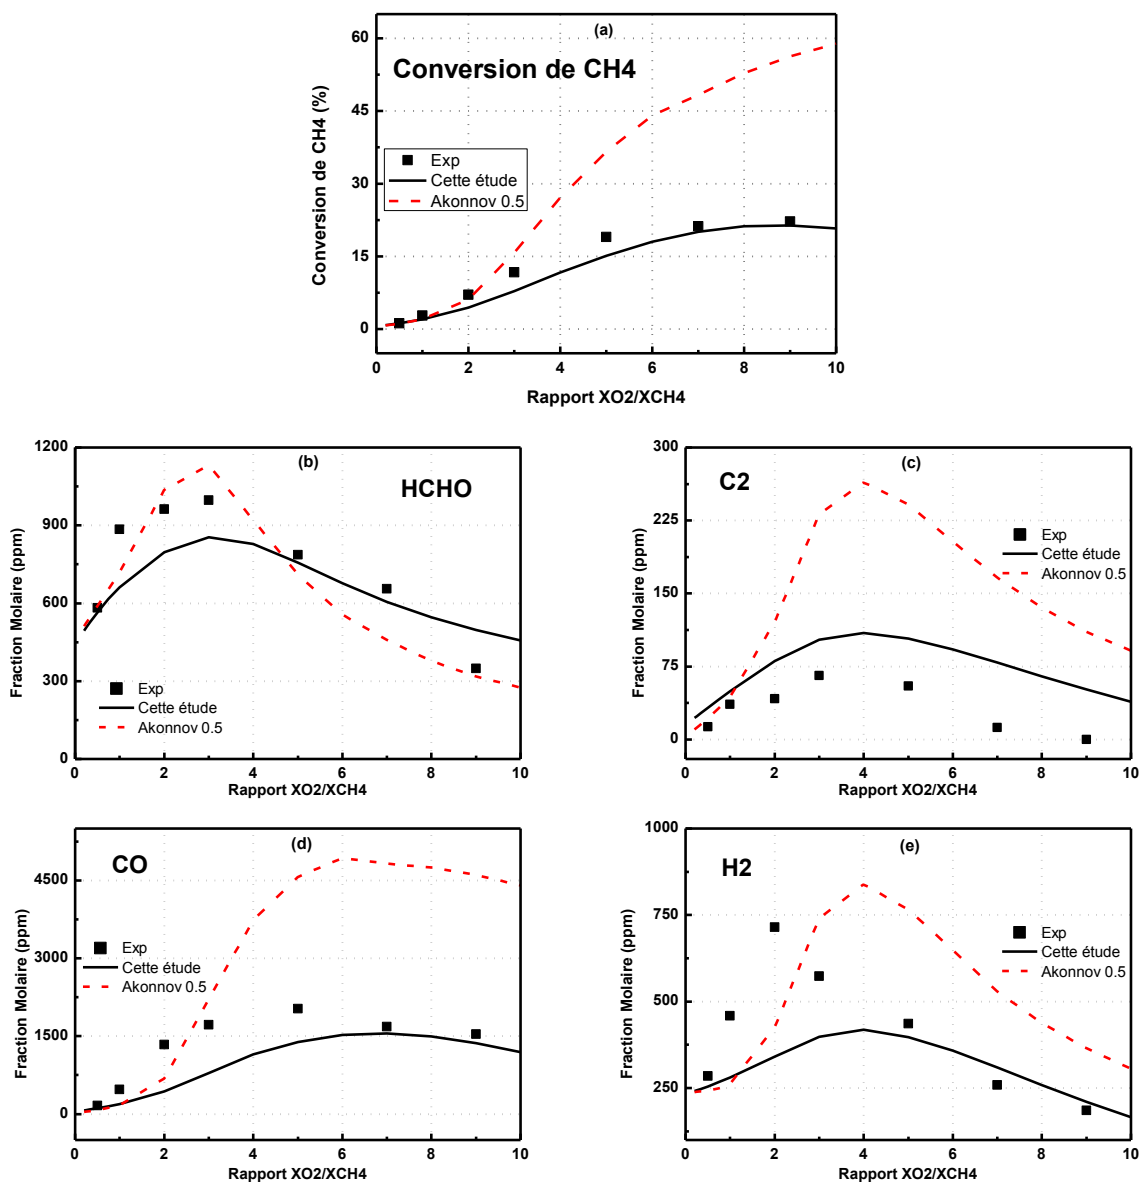 (a)
Conversion de CH4
Conversion de CH4 (%)
60
45
30
15
0
Exp
Cette étude
Akonnov 0.5
0 2 4 6 8 10
Rapport XO2/XCH4
(b)
HCHO
Fraction Molaire (ppm)
1200
900
600
300
0
Exp
Cette étude
Akonnov 0.5
0 2 4 6 8 10
Rapport XO2/XCH4
(c)
C2
Fraction Molaire (ppm)
300
225
150
75
0
Exp
Cette étude
Akonnov 0.5
0 2 4 6 8 10
Rapport XO2/XCH4
(d)
CO
Fraction Molaire (ppm)
4500
3000
1500
0
Exp
Cette étude
Akonnov 0.5
0 2 4 6 8 10
Rapport XO2/XCH4
(e)
H2
Fraction Molaire (ppm)
1000
750
500
250
Exp
Cette étude
Akonnov 0.5
0 2 4 6 8 10
Rapport XO2/XCH4